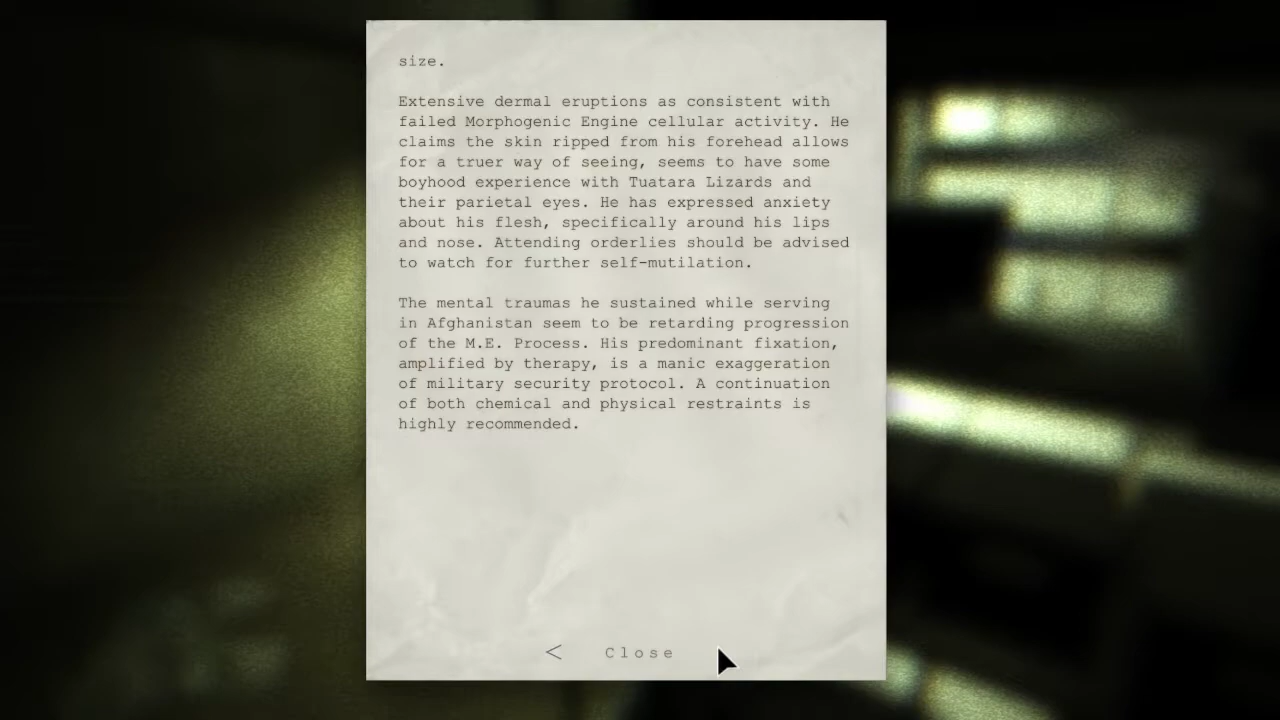 size.
Extensive dermal eruptions as consistent with
failed Morphogenic Engine cellular activity. He
claims the skin ripped from his forehead allows
for a truer way of seeing, seems to have some
boyhood experience with Tuatara Lizards and
their parietal eyes. He has expressed anxiety
about his flesh, specifically around his lips
and nose. Attending orderlies should be advised
to watch for further self-mutilation.
The mental traumas he sustained while serving
in Afghanistan seem to be retarding progression
of the M.E. Process. His predominant fixation,
amplified by therapy, is a manic exaggeration
of military security protocol. A continuation
of both chemical and physical restraints is
highly recommended.
< Close